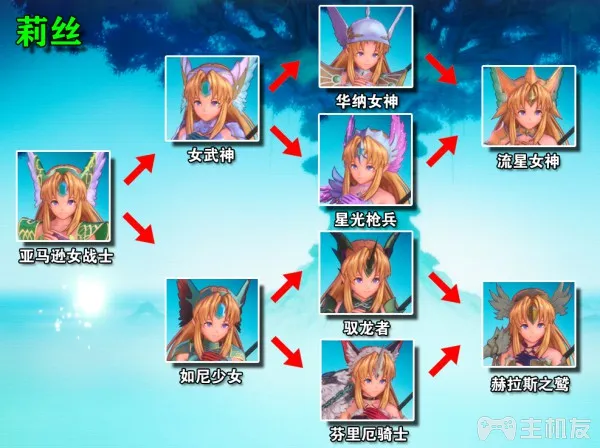 莉丝
华纳女神
女武神
流星女神
星光枪兵
亚马逊女战士
驭龙者
如尼少女
赫拉斯之鹫
芬里厄骑士
主机友